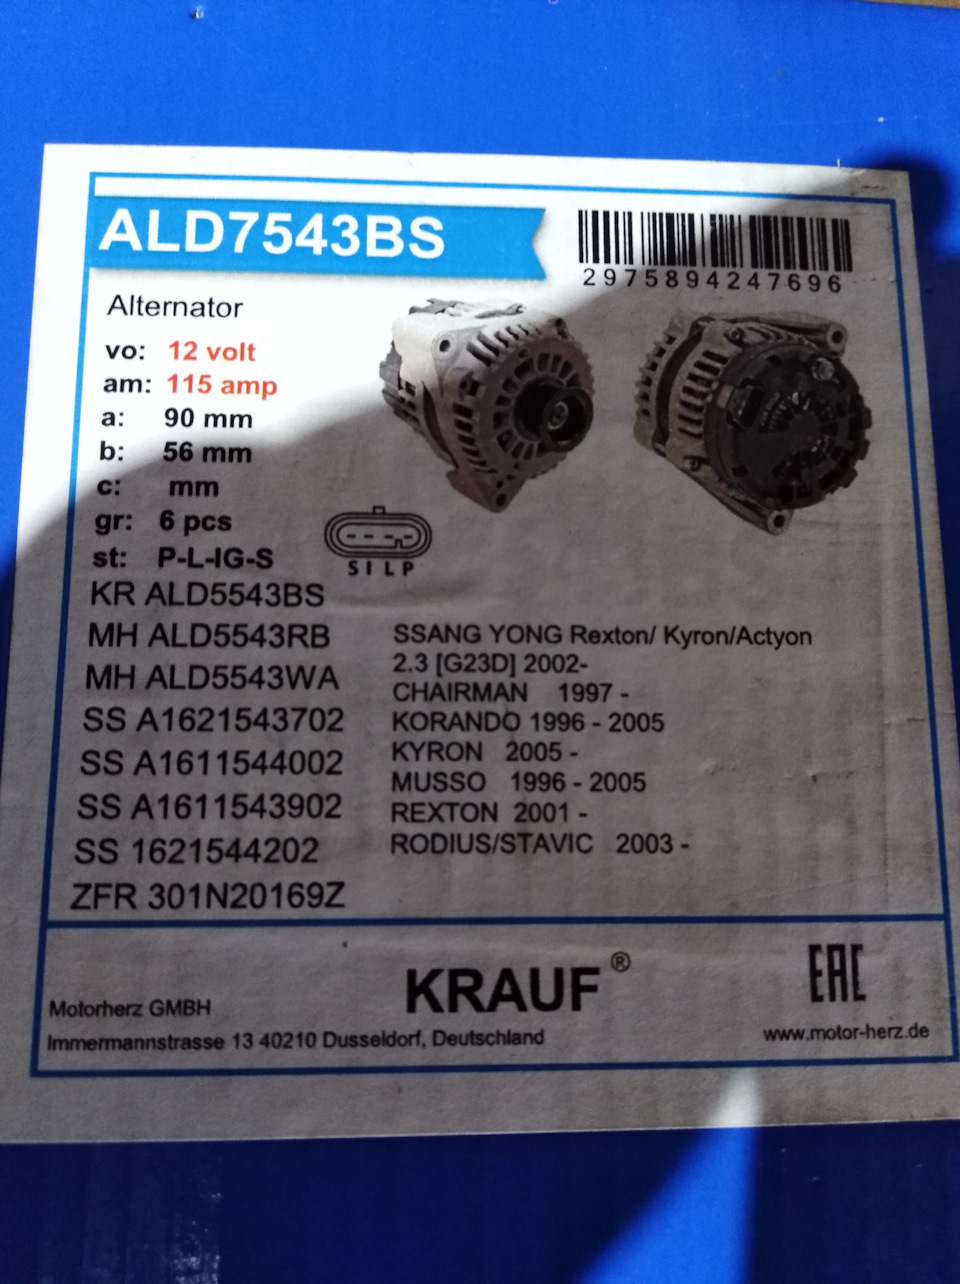 ALD7543BS
2975894247696
Alternator
vo: 12 volt
am: 115 amp
a: 90 mm
b: 56 mm
c: mm
gr: 6 pcs
st: P-L-IG-S
S I L P
KR ALD5543BS
MH ALD5543RB
MH ALD5543WA
SS A1621543702
SS A1611544002
SS A1611543902
SS 1621544202
ZFR 301N20169Z
SSANG YONG Rexton/ Kyron/Actyon
2.3 [G23D] 2002-
CHAIRMAN 1997 -
KORANDO 1996 - 2005
KYRON 2005 -
MUSSO 1996 - 2005
REXTON 2001 -
RODIUS/STAVIC 2003 -
KRAUF®
EAC
Motorherz GMBH
Immermannstrasse 13 40210 Dusseldorf, Deutschland
www.motor-herz.de